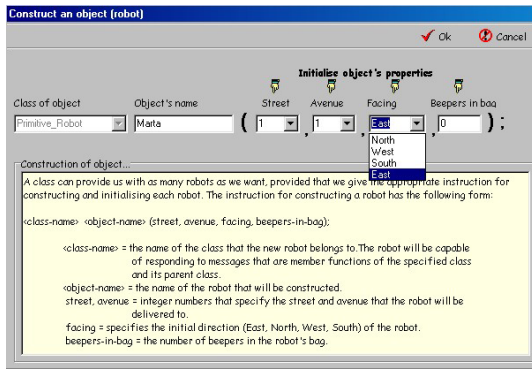 Construct an object (robot)
Ok Cancel
Initialise object's properties
Class of object Object's name Street Avenue Facing Beepers in bag
Primitive_Robot Marta ( 1 , 1 , East , 0 ) ;
North
West
South
East
Construction of object...
A class can provide us with as many robots as we want, provided that we give the appropriate instruction for
constructing and initialising each robot. The instruction for constructing a robot has the following form:
<class-name> <object-name> (street, avenue, facing, beepers-in-bag);
<class-name> = the name of the class that the new robot belongs to.The robot will be capable
of responding to messages that are member functions of the specified class
and its parent class.
<object-name> = the name of the robot that will be constructed.
street, avenue = integer numbers that specify the street and avenue that the robot will be
delivered to.
facing = specifies the initial direction (East, North, West, South) of the robot.
beepers-in-bag = the number of beepers in the robot's bag.